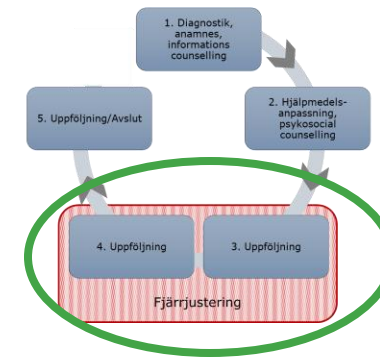 1. Diagnostik,
anamnes,
informations
counselling
2. Hjälpmedels-
anpassning,
psykosocial
counselling
3. Uppföljning
4. Uppföljning
5. Uppföljning/Avslut
Fjärrjustering